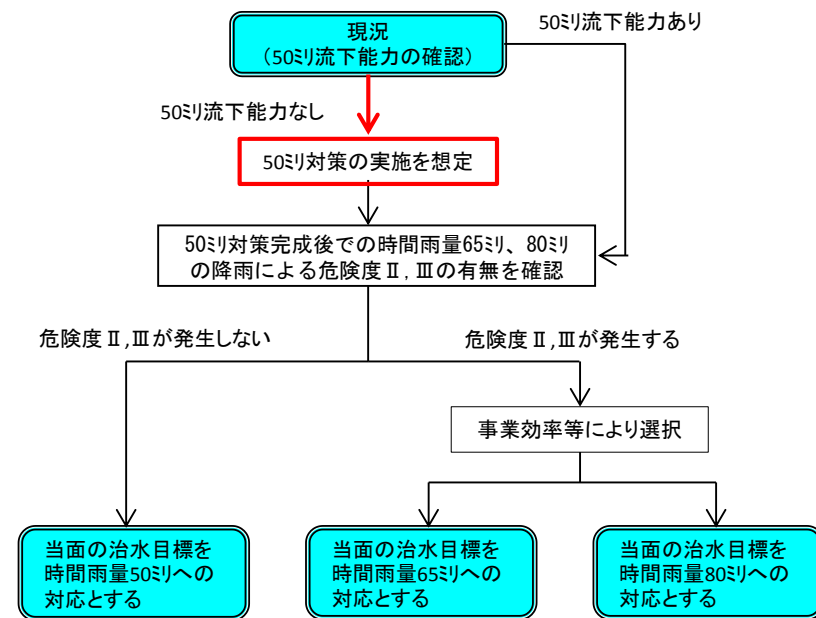 現況
(50ﾐﾘ流下能力の確認)
50ﾐﾘ流下能力あり
50ﾐﾘ流下能力なし
50ﾐﾘ対策の実施を想定
50ﾐﾘ対策完成後での時間雨量65ﾐﾘ、80ﾐﾘ
の降雨による危険度Ⅱ,Ⅲの有無を確認
危険度Ⅱ,Ⅲが発生しない
危険度Ⅱ,Ⅲが発生する
事業効率等により選択
当面の治水目標を
時間雨量50ﾐﾘへの
対応とする
当面の治水目標を
時間雨量65ﾐﾘへの
対応とする
当面の治水目標を
時間雨量80ﾐﾘへの
対応とする